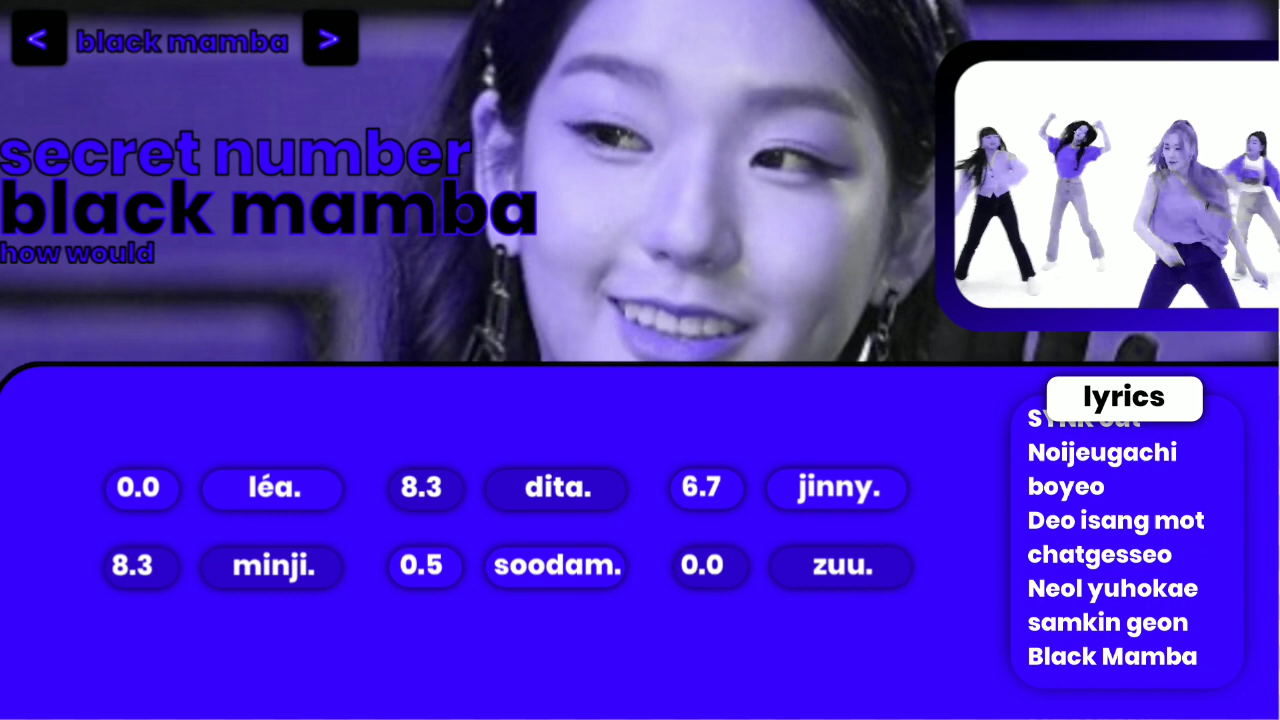 < black mamba >
secret number
black mamba
how would
lyrics
SYNK out
Noijeugachi
boyeo
Deo isang mot
chatgesseo
Neol yuhokae
samkin geon
Black Mamba
0.0 léa. 8.3 dita. 6.7 jinny.
8.3 minji. 0.5 soodam. 0.0 zuu.